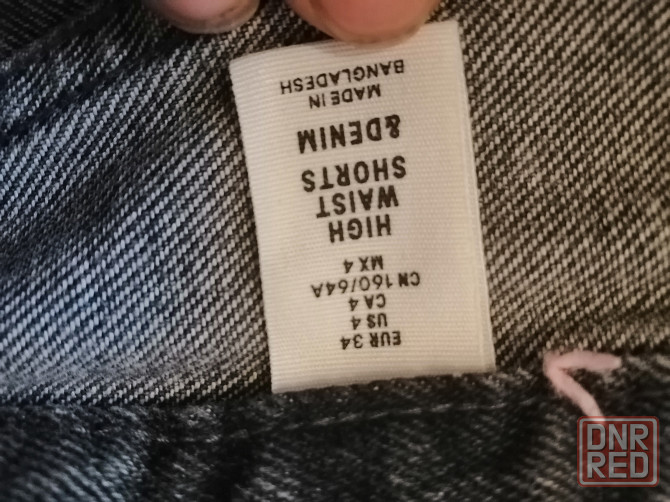 EUR 34
US 4
CA 4
CN 160/64A
MX 4
HIGH
WAIST
SHORTS
&DENIM
MADE IN
BANGLADESH
DNR
RED